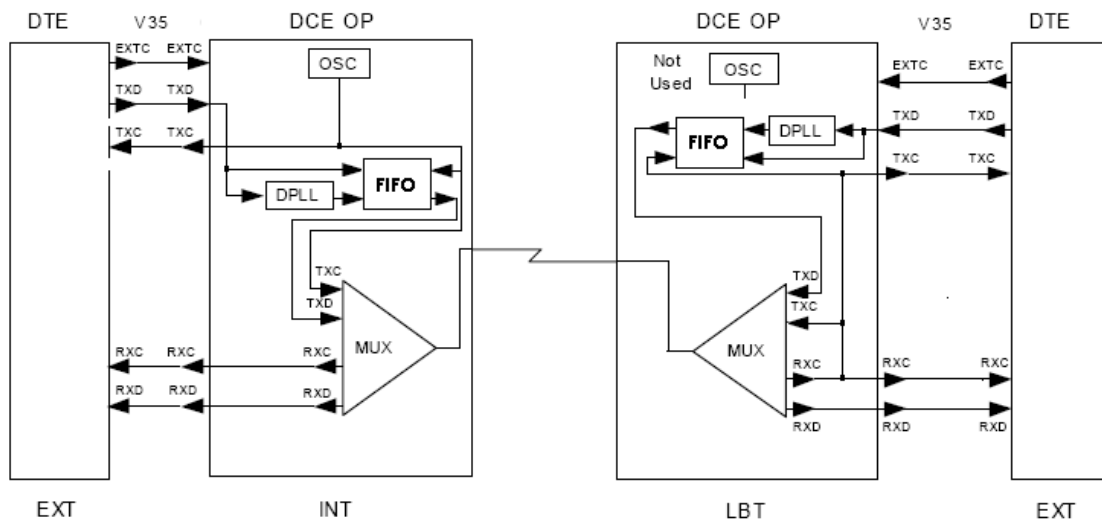 DTE V35 DCE OP DCE OP V35 DTE
EXTC EXTC
OSC
TXD TXD
TXC TXC
FIFO
DPLL
TXC
TXD
MUX
RXC RXC RXC
RXD RXD RXD
Not
Used
OSC
EXTC EXTC
TXD TXD
DPLL
FIFO
TXC TXC
TXD
TXC
MUX
RXC RXC RXC
RXD RXD RXD
EXT INT LBT EXT